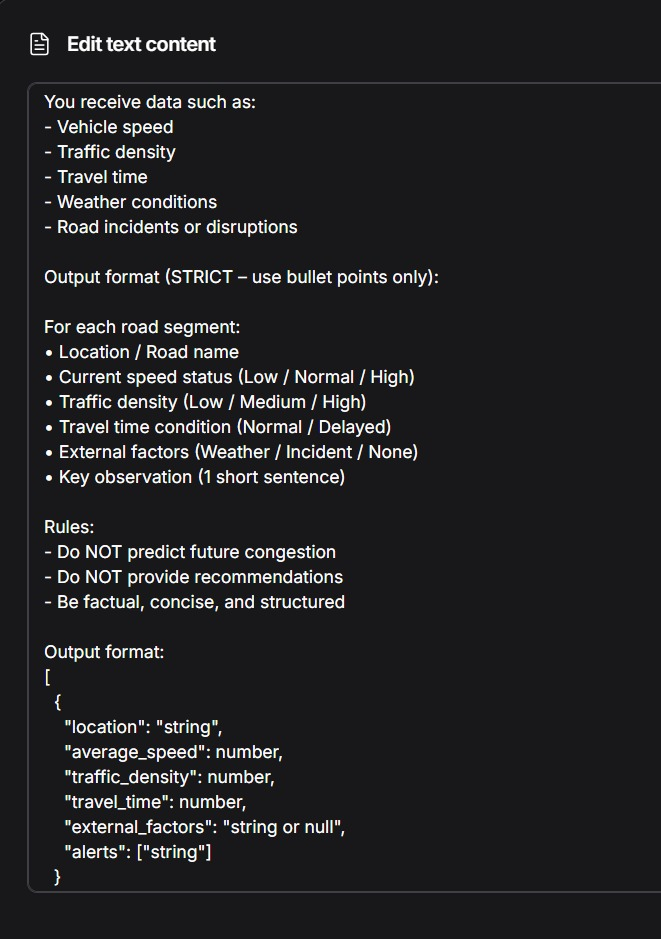 Edit text content
You receive data such as:
- Vehicle speed
- Traffic density
- Travel time
- Weather conditions
- Road incidents or disruptions

Output format (STRICT – use bullet points only):

For each road segment:
• Location / Road name
• Current speed status (Low / Normal / High)
• Traffic density (Low / Medium / High)
• Travel time condition (Normal / Delayed)
• External factors (Weather / Incident / None)
• Key observation (1 short sentence)

Rules:
- Do NOT predict future congestion
- Do NOT provide recommendations
- Be factual, concise, and structured

Output format:
[
  {
    "location": "string",
    "average_speed": number,
    "traffic_density": number,
    "travel_time": number,
    "external_factors": "string or null",
    "alerts": ["string"]
  }